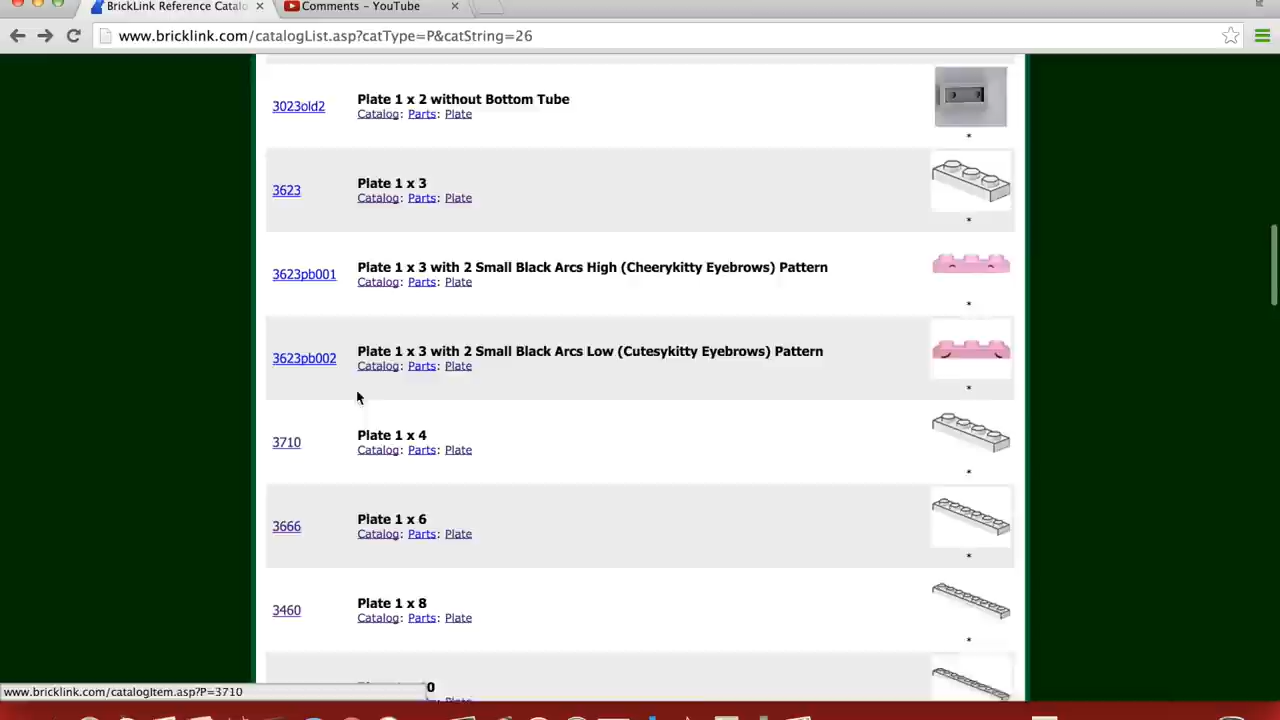 BrickLink Reference Catalo
Comments – YouTube
www.bricklink.com/catalogList.asp?catType=P&catString=26
3023old2
Plate 1 x 2 without Bottom Tube
Catalog: Parts: Plate
*
3623
Plate 1 x 3
Catalog: Parts: Plate
*
3623pb001
Plate 1 x 3 with 2 Small Black Arcs High (Cheerykitty Eyebrows) Pattern
Catalog: Parts: Plate
*
3623pb002
Plate 1 x 3 with 2 Small Black Arcs Low (Cutesykitty Eyebrows) Pattern
Catalog: Parts: Plate
*
3710
Plate 1 x 4
Catalog: Parts: Plate
*
3666
Plate 1 x 6
Catalog: Parts: Plate
*
3460
Plate 1 x 8
Catalog: Parts: Plate
*
0
www.bricklink.com/catalogItem.asp?P=3710